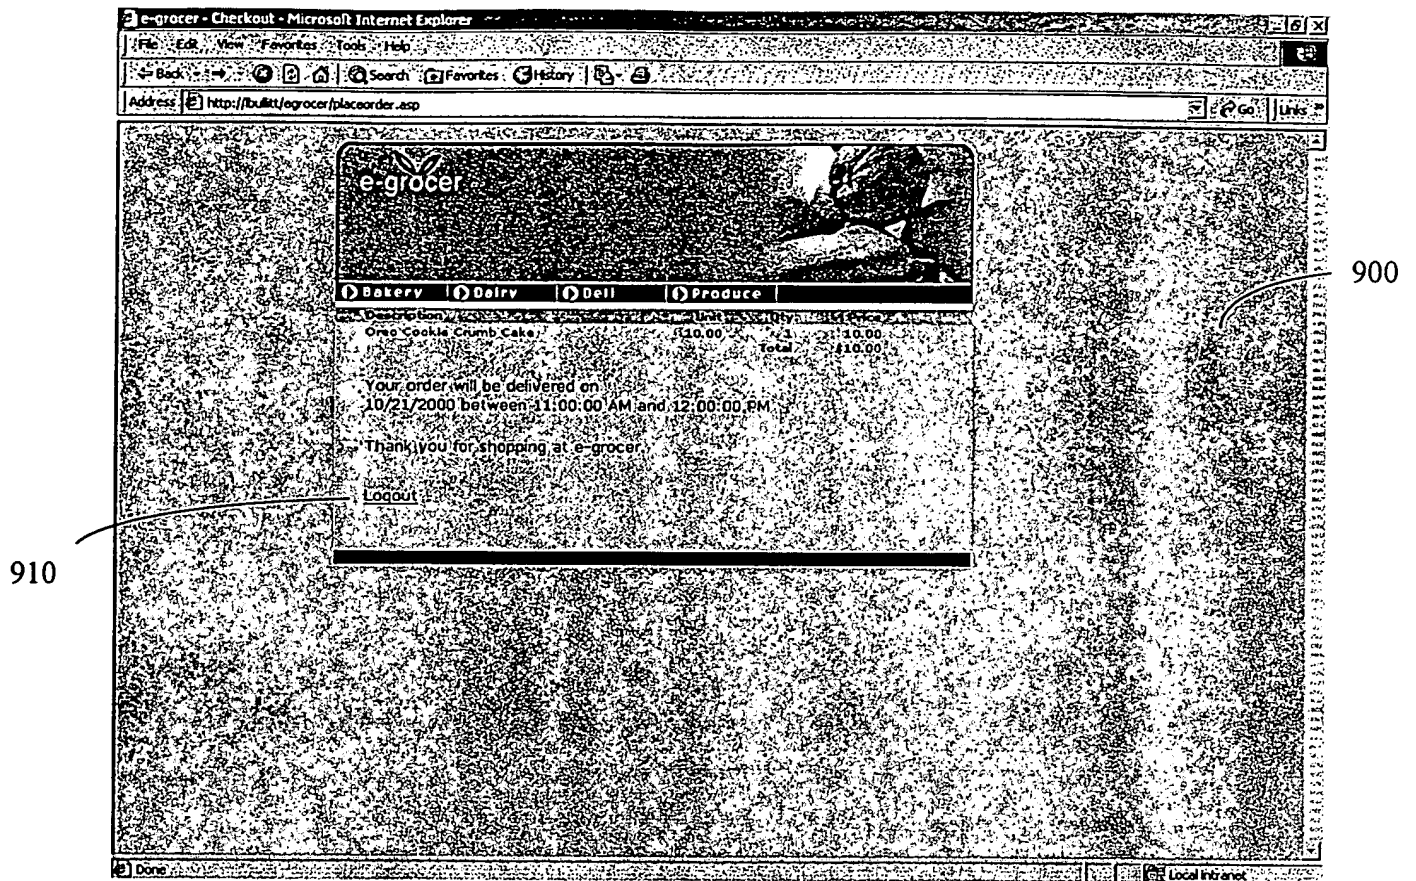 e-grocer - Checkout - Microsoft Internet Explorer
File Edit View Favorites Tools Help
Back Search Favorites History
Address http://bullitt/egrocer/placeorder.asp Go Links »
e-grocer
900
Bakery Dairy Deli Produce
Description Unit Qty Price
Oreo Cookie Crumb Cake 10.00 1 10.00
Total 10.00
Your order will be delivered on
10/21/2000 between 11:00:00 AM and 12:00:00 PM
Thank you for shopping at e-grocer
Logout
910
Done Local intranet